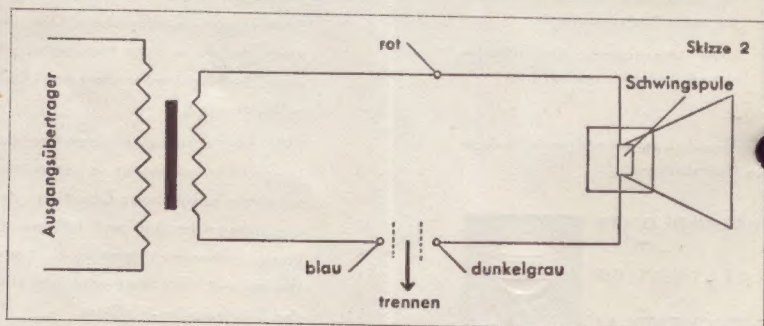 rot
Skizze 2
Schwingspule
Ausgangsübertrager
blau
dunkelgrau
trennen